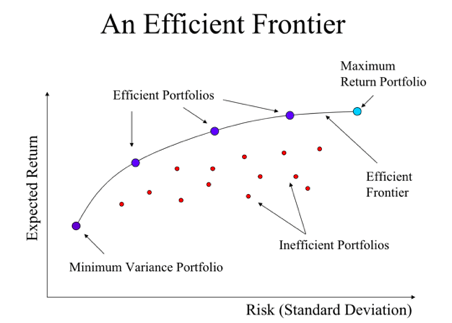 An Efficient Frontier
Maximum
Return Portfolio
Efficient Portfolios
Expected Return
Efficient
Frontier
Inefficient Portfolios
Minimum Variance Portfolio
Risk (Standard Deviation)